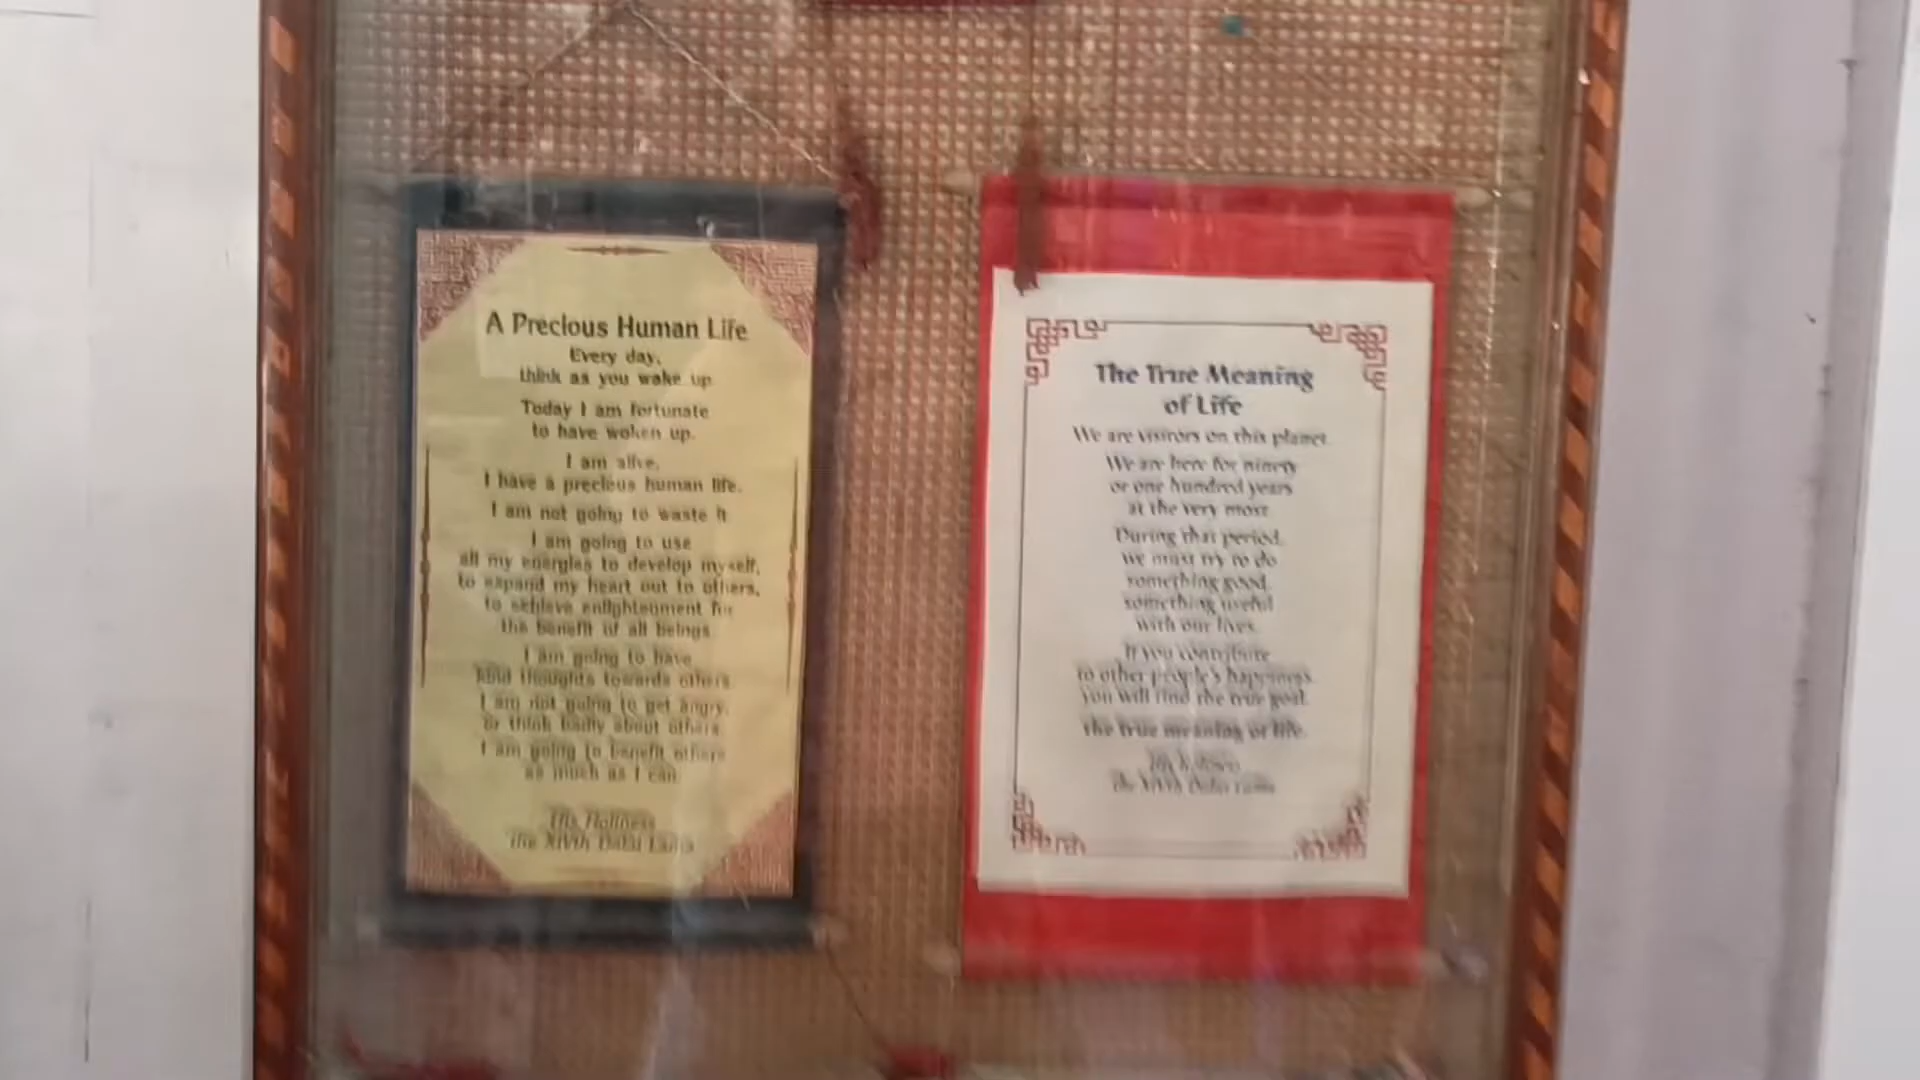 A Precious Human Life
Every day,
think as you wake up
Today I am fortunate
to have woken up.
I am alive,
I have a precious human life.
I am not going to waste it
I am going to use
all my energies to develop myself,
to expand my heart out to others,
to achieve enlightenment for
the benefit of all beings
I am going to have
kind thoughts towards others
I am not going to get angry,
or think badly about others
I am going to benefit others
as much as I can
His Holiness
the XIVth Dalai Lama
The True Meaning
of Life
We are visitors on this planet.
We are here for ninety
or one hundred years
at the very most
During that period,
we must try to do
something good,
something useful
with our lives.
If you contribute
to other people's happiness
you will find the true goal,
the true meaning of life.
the XIVth Dalai Lama